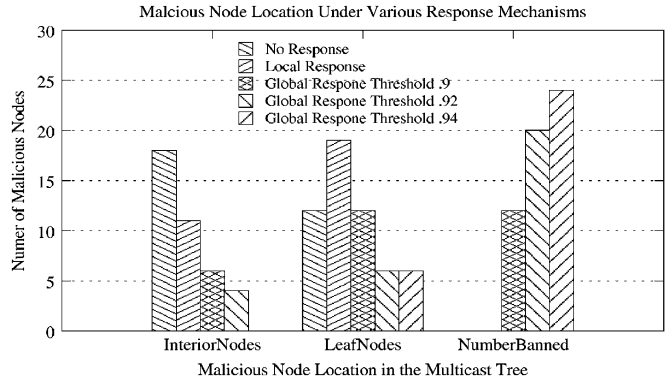 Malcious Node Location Under Various Response Mechanisms
30
25
20
15
10
5
0
Numer of Malicious Nodes
No Response
Local Response
Global Respone Threshold .9
Global Respone Threshold .92
Global Respone Threshold .94
InteriorNodes LeafNodes NumberBanned
Malicious Node Location in the Multicast Tree